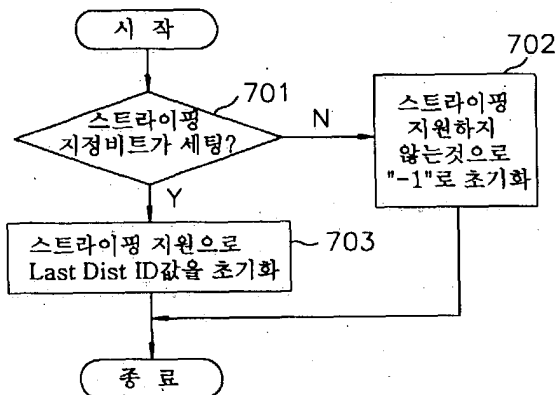 시 작
701
스트라이핑
지정비트가 세팅?
N
702
스트라이핑
지원하지
않는것으로
"-1"로 초기화
Y
703
스트라이핑 지원으로
Last Dist ID값을 초기화
종 료